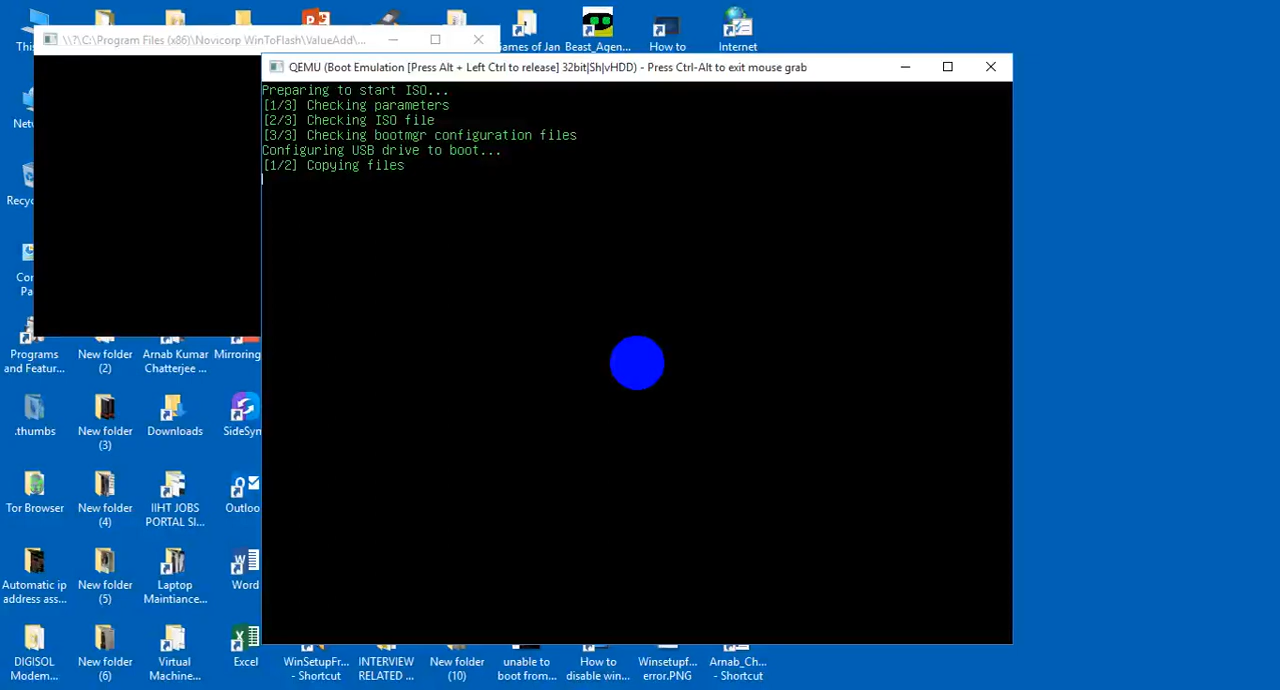 This
Games of Jan
Beast_Agen...
How to
Internet
\\?\C:\Program Files (x86)\Novicorp WinToFlash\ValueAdd\...
QEMU (Boot Emulation [Press Alt + Left Ctrl to release] 32bit|Sh|vHDD) - Press Ctrl-Alt to exit mouse grab
Preparing to start ISO...
[1/3] Checking parameters
[2/3] Checking ISO file
[3/3] Checking bootmgr configuration files
Configuring USB drive to boot...
[1/2] Copying files
Netw
Recyc
Con
Pa
Programs
and Featur...
New folder
(2)
Arnab Kumar
Chatterjee ...
Mirroring
.thumbs
New folder
(3)
Downloads
SideSyn
Tor Browser
New folder
(4)
IIHT JOBS
PORTAL SI...
Outloo
Automatic ip
address ass...
New folder
(5)
Laptop
Maintiance...
Word
DIGISOL
Modem...
New folder
(6)
Virtual
Machine...
Excel
WinSetupFr...
- Shortcut
INTERVIEW
RELATED ...
New folder
(10)
unable to
boot from...
How to
disable win...
Winsetupf...
error.PNG
Arnab_Ch...
- Shortcut